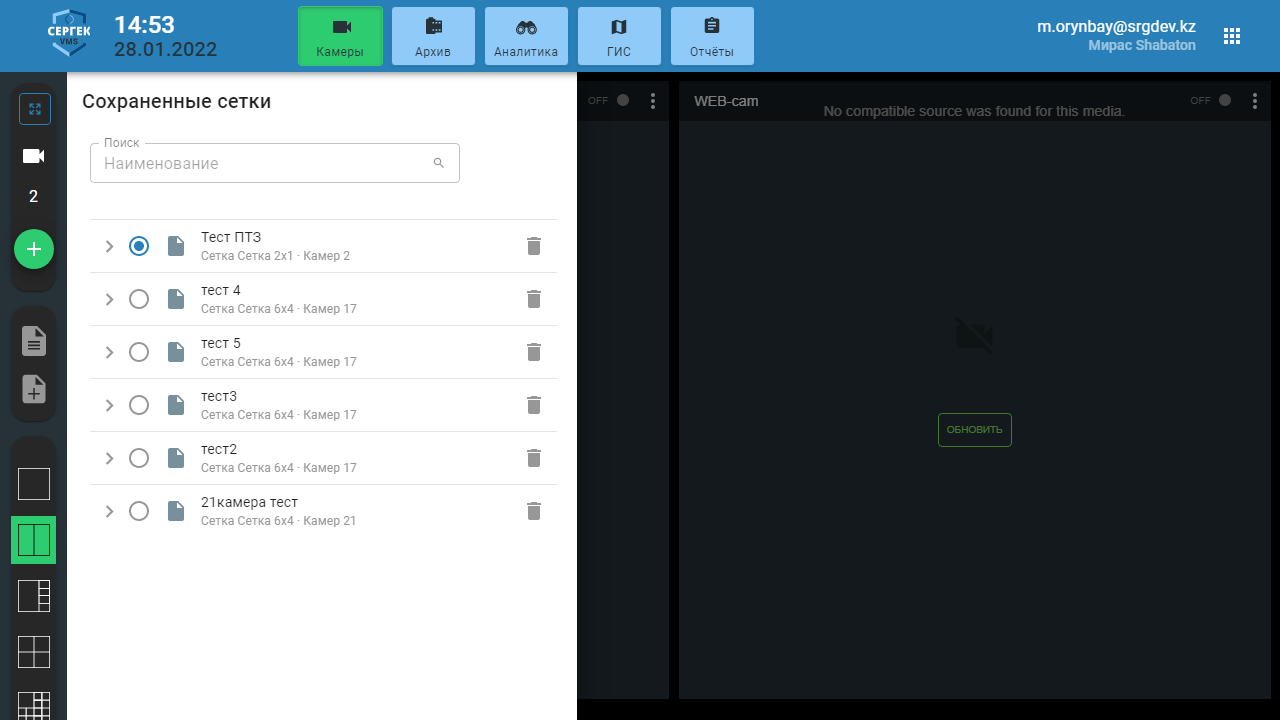 СЕРГЕК
VMS
14:53
28.01.2022
Камеры
Архив
Аналитика
ГИС
Отчёты
m.orynbay@srgdev.kz
Мирас Shabaton
2
Сохраненные сетки
Поиск
Наименование
Тест ПТЗ
Сетка Сетка 2x1 · Камер 2
тест 4
Сетка Сетка 6x4 · Камер 17
тест 5
Сетка Сетка 6x4 · Камер 17
тест3
Сетка Сетка 6x4 · Камер 17
тест2
Сетка Сетка 6x4 · Камер 17
21камера тест
Сетка Сетка 6x4 · Камер 21
OFF
WEB-cam
OFF
No compatible source was found for this media.
ОБНОВИТЬ